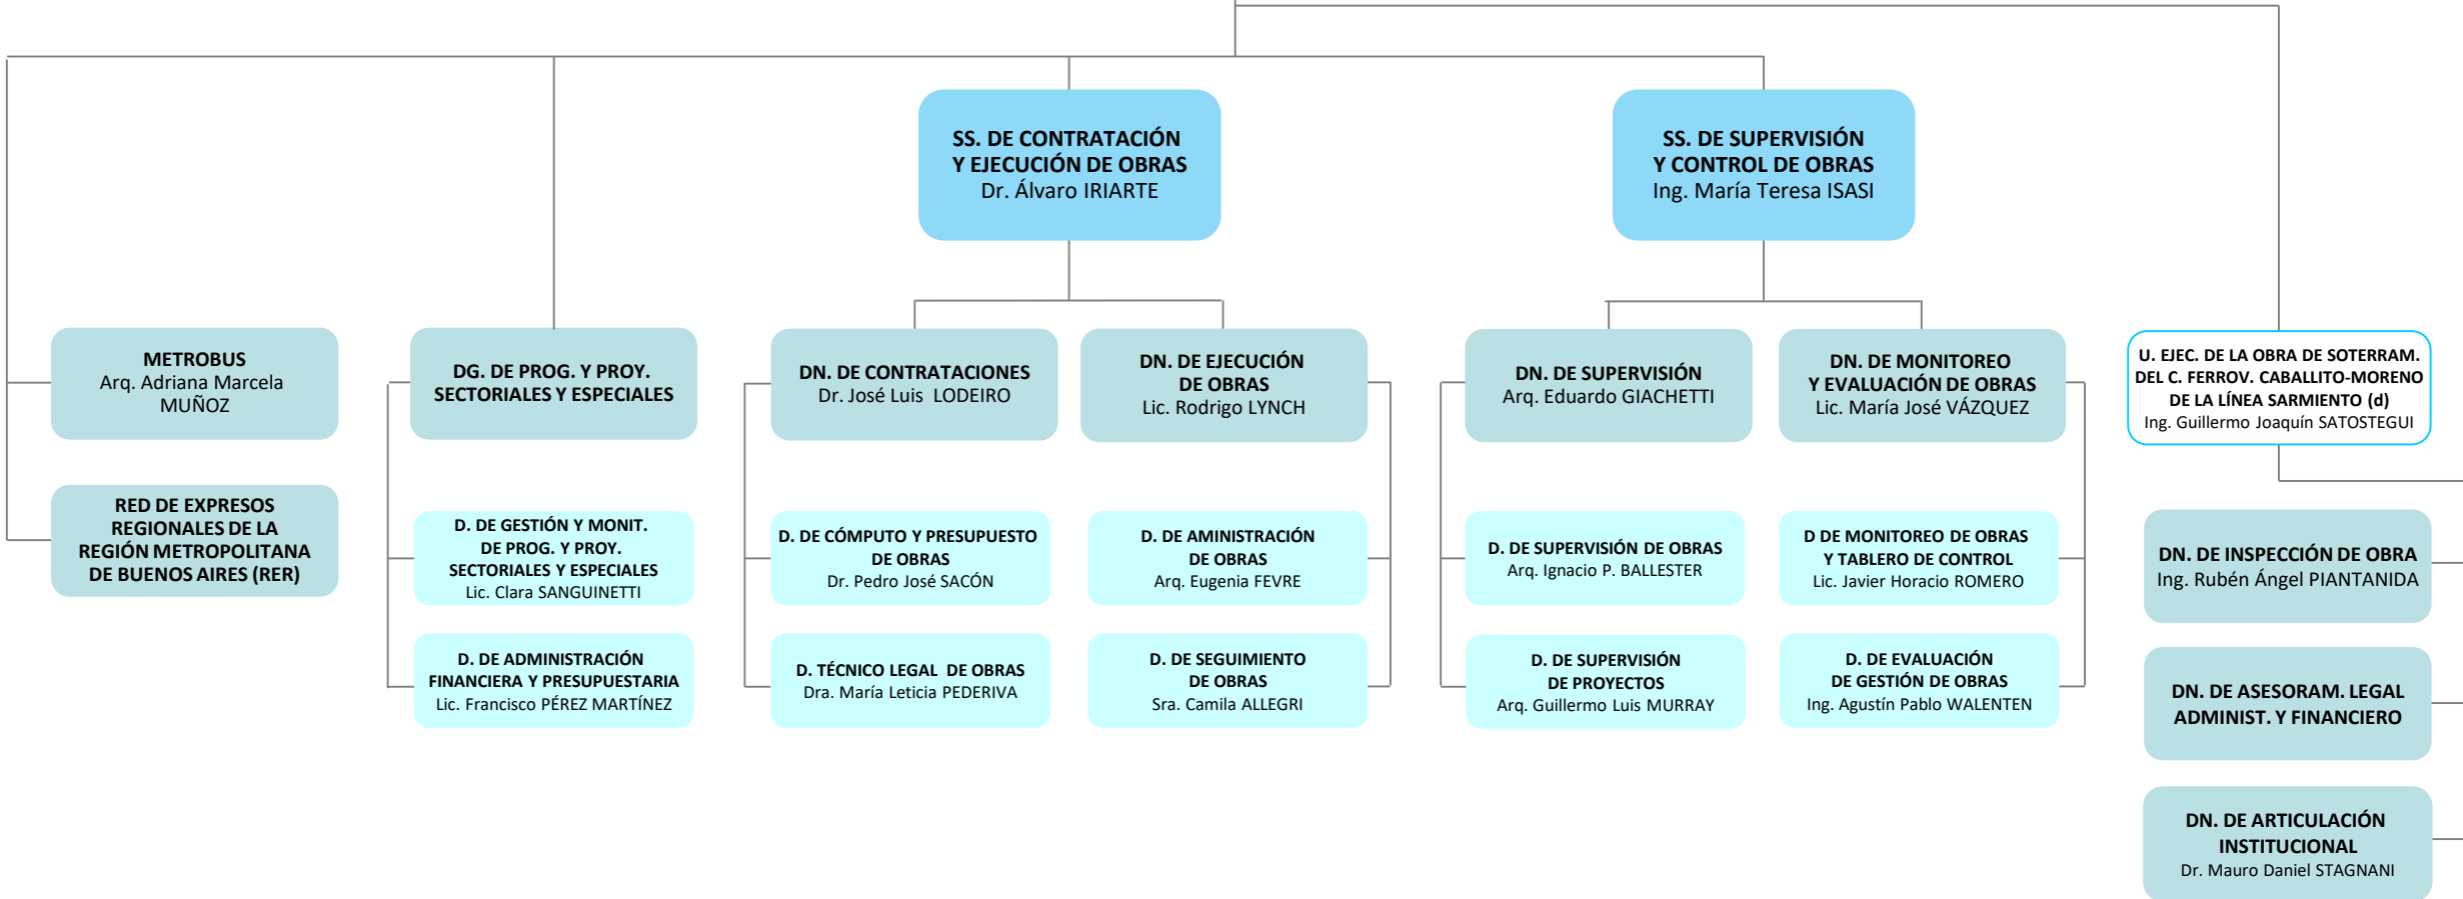 SS. DE CONTRATACIÓN
Y EJECUCIÓN DE OBRAS
Dr. Álvaro IRIARTE
SS. DE SUPERVISIÓN
Y CONTROL DE OBRAS
Ing. María Teresa ISASI
METROBUS
Arq. Adriana Marcela
MUÑOZ
DG. DE PROG. Y PROY.
SECTORIALES Y ESPECIALES
DN. DE CONTRATACIONES
Dr. José Luis LODEIRO
DN. DE EJECUCIÓN
DE OBRAS
Lic. Rodrigo LYNCH
DN. DE SUPERVISIÓN
Arq. Eduardo GIACHETTI
DN. DE MONITOREO
Y EVALUACIÓN DE OBRAS
Lic. María José VÁZQUEZ
U. EJEC. DE LA OBRA DE SOTERRAM.
DEL C. FERROV. CABALLITO-MORENO
DE LA LÍNEA SARMIENTO (d)
Ing. Guillermo Joaquín SATOSTEGUI
RED DE EXPRESOS
REGIONALES DE LA
REGIÓN METROPOLITANA
DE BUENOS AIRES (RER)
D. DE GESTIÓN Y MONIT.
DE PROG. Y PROY.
SECTORIALES Y ESPECIALES
Lic. Clara SANGUINETTI
D. DE CÓMPUTO Y PRESUPUESTO
DE OBRAS
Dr. Pedro José SACÓN
D. DE AMINISTRACIÓN
DE OBRAS
Arq. Eugenia FEVRE
D. DE SUPERVISIÓN DE OBRAS
Arq. Ignacio P. BALLESTER
D DE MONITOREO DE OBRAS
Y TABLERO DE CONTROL
Lic. Javier Horacio ROMERO
DN. DE INSPECCIÓN DE OBRA
Ing. Rubén Ángel PIANTANIDA
D. DE ADMINISTRACIÓN
FINANCIERA Y PRESUPUESTARIA
Lic. Francisco PÉREZ MARTÍNEZ
D. TÉCNICO LEGAL DE OBRAS
Dra. María Leticia PEDERIVA
D. DE SEGUIMIENTO
DE OBRAS
Sra. Camila ALLEGRI
D. DE SUPERVISIÓN
DE PROYECTOS
Arq. Guillermo Luis MURRAY
D. DE EVALUACIÓN
DE GESTIÓN DE OBRAS
Ing. Agustín Pablo WALENTEN
DN. DE ASESORAM. LEGAL
ADMINIST. Y FINANCIERO
DN. DE ARTICULACIÓN
INSTITUCIONAL
Dr. Mauro Daniel STAGNANI